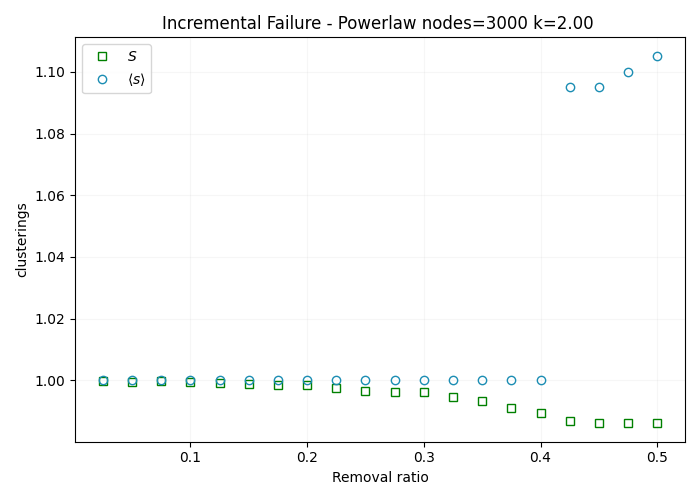 Incremental Failure - Powerlaw nodes=3000 k=2.00
S
⟨s⟩
clusterings
1.10
1.08
1.06
1.04
1.02
1.00
0.1 0.2 0.3 0.4 0.5
Removal ratio